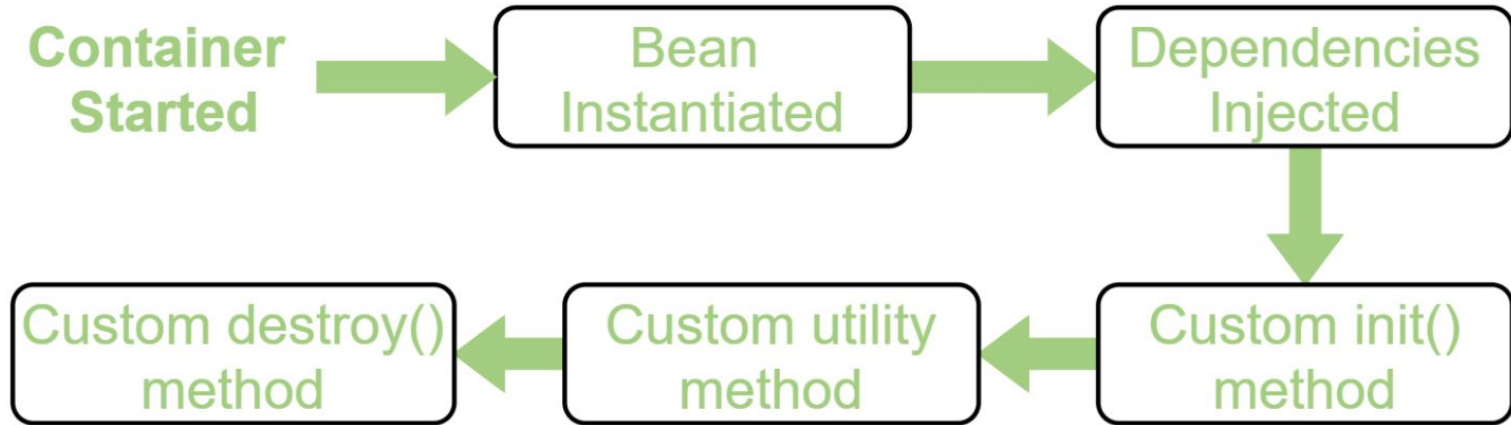 Container
Started
Bean
Instantiated
Dependencies
Injected
Custom init()
method
Custom utility
method
Custom destroy()
method